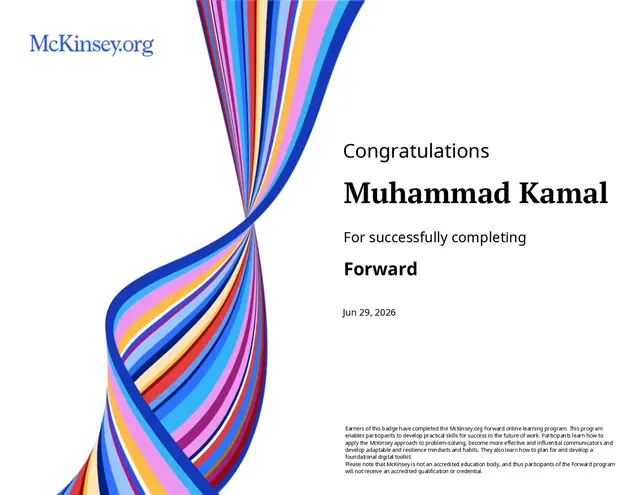 McKinsey.org
Congratulations
Muhammad Kamal
For successfully completing
Forward
Jun 29, 2026
Earners of this badge have completed the McKinsey.org Forward online learning program. This program
enables participants to develop practical skills for success in the future of work. Participants learn how to
apply the McKinsey approach to problem-solving, become more effective and influential communicators and
develop adaptable and resilience mindsets and habits. They also learn how to plan for and develop a
foundational digital toolkit.
Please note that McKinsey is not an accredited education body, and thus participants of the Forward program
will not receive an accredited qualification or credential.